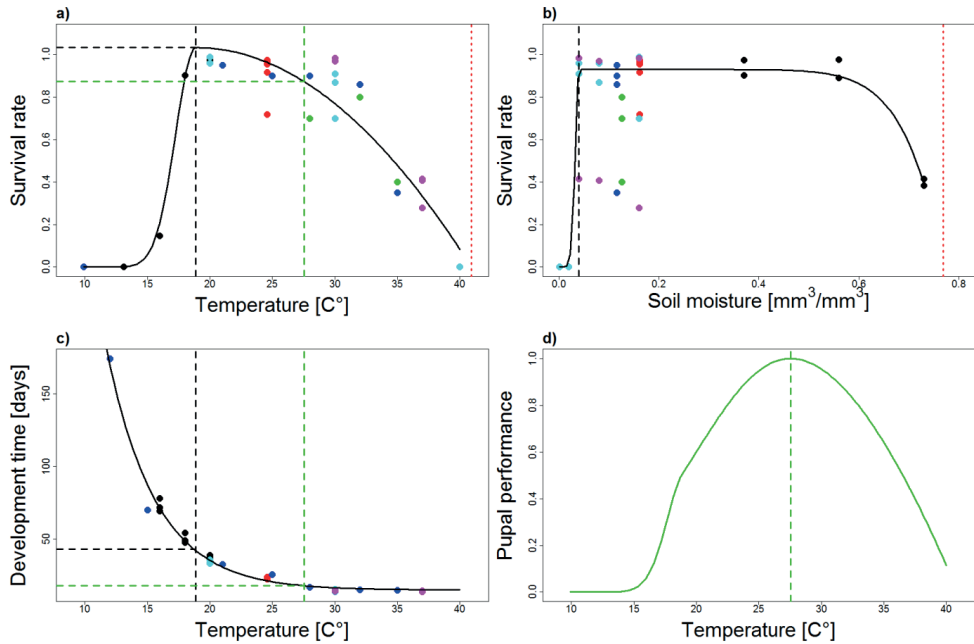 a)
Survival rate
0.0 0.2 0.4 0.6 0.8 1.0
10 15 20 25 30 35 40
Temperature [C°]
b)
Survival rate
0.0 0.2 0.4 0.6 0.8 1.0
0.0 0.2 0.4 0.6 0.8
Soil moisture [mm³/mm³]
c)
Development time [days]
50 100 150
10 15 20 25 30 35 40
Temperature [C°]
d)
Pupal performance
0.0 0.2 0.4 0.6 0.8 1.0
10 15 20 25 30 35 40
Temperature [C°]